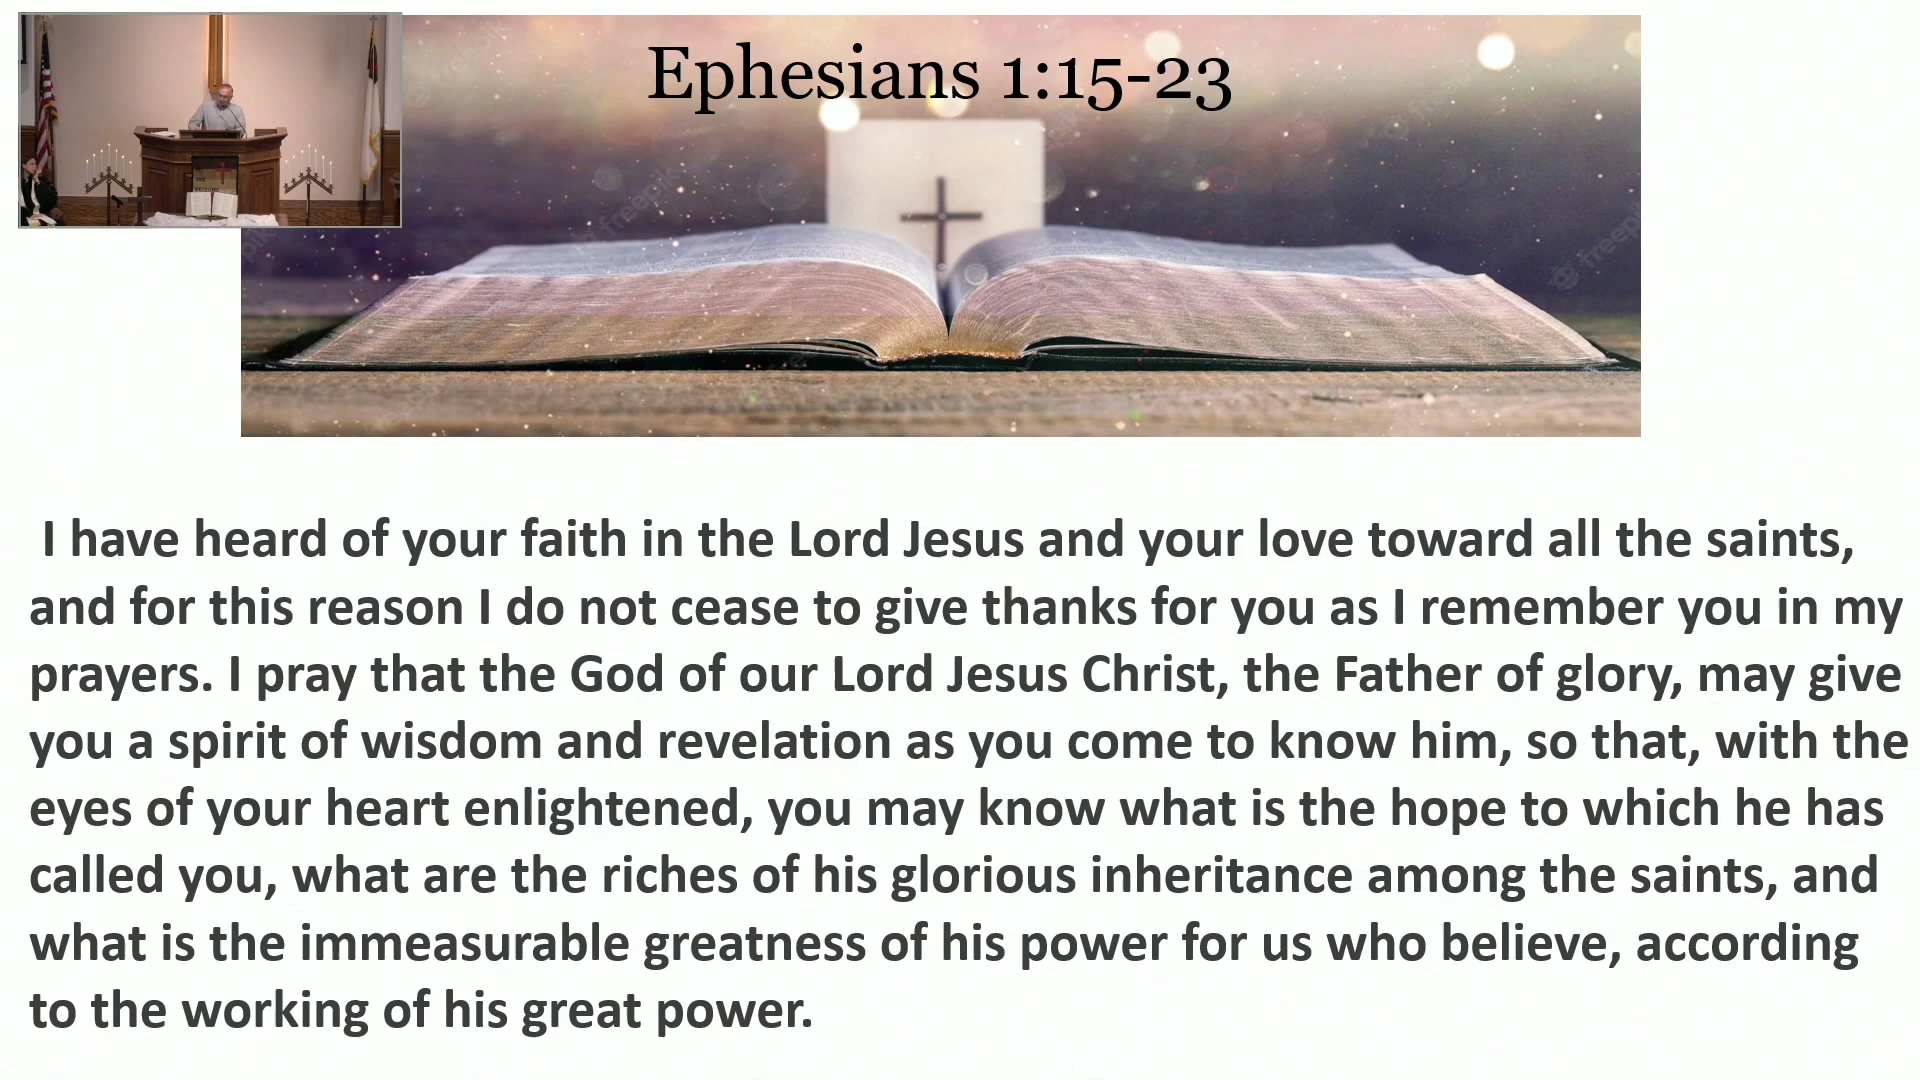 Ephesians 1:15-23
I have heard of your faith in the Lord Jesus and your love toward all the saints,
and for this reason I do not cease to give thanks for you as I remember you in my
prayers. I pray that the God of our Lord Jesus Christ, the Father of glory, may give
you a spirit of wisdom and revelation as you come to know him, so that, with the
eyes of your heart enlightened, you may know what is the hope to which he has
called you, what are the riches of his glorious inheritance among the saints, and
what is the immeasurable greatness of his power for us who believe, according
to the working of his great power.
freepik
freepik